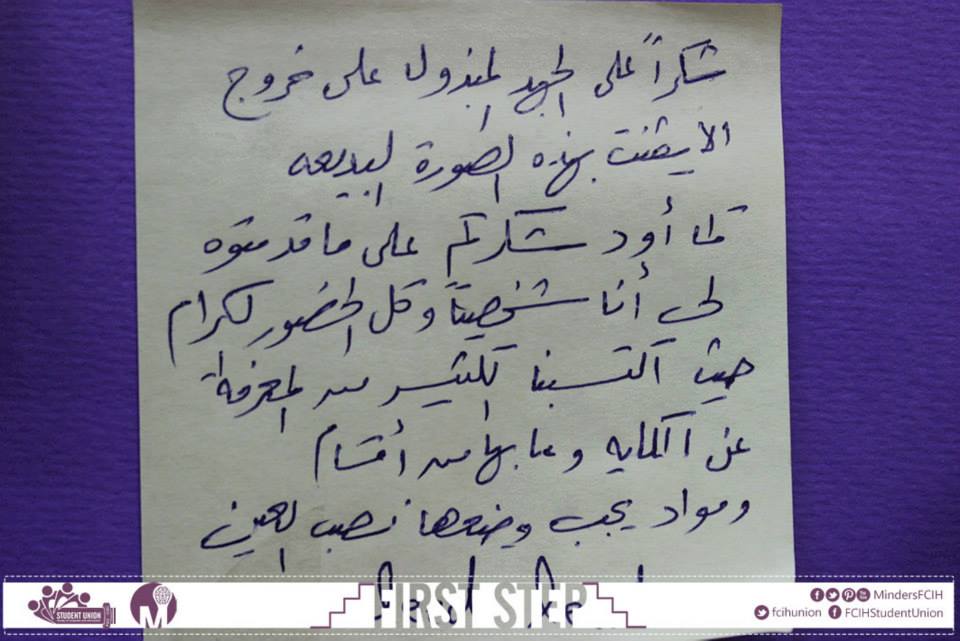 شكراً على الجهد المبذول على خروج
الايفنت بهذه الصورة البديعه
كما أود شكركم على ما قدمتوه
لى أنا شخصياً وكل الحضور الكرام
حيث اكتسبنا الكثير من المعرفة
عن الكليه وما بها من أقسام
ومواد يجب وضعها نصب العين
FIRST STEP
STUDENT UNION
M
MindersFCIH
fcihunion
FCIHStudentUnion